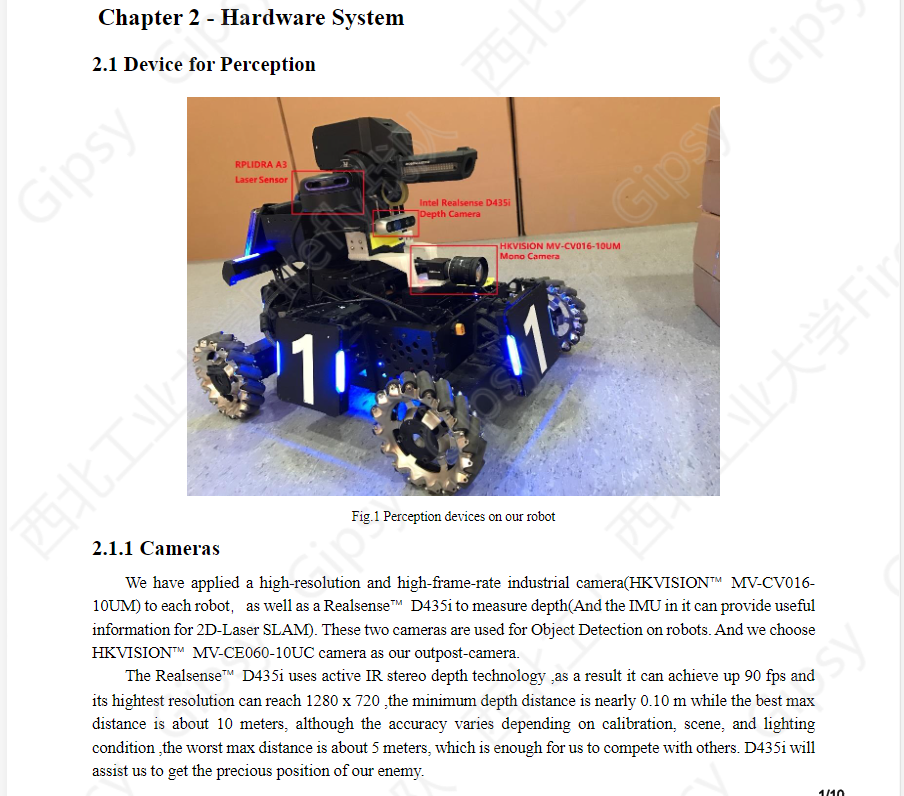 Chapter 2 - Hardware System
2.1 Device for Perception
RPLIDRA A3
Laser Sensor
Intel Realsense D435i
Depth Camera
HKVISION MV-CV016-10UM
Mono Camera
1
1
Fig.1 Perception devices on our robot
2.1.1 Cameras
We have applied a high-resolution and high-frame-rate industrial camera(HKVISION™ MV-CV016-
10UM) to each robot, as well as a Realsense™ D435i to measure depth(And the IMU in it can provide useful
information for 2D-Laser SLAM). These two cameras are used for Object Detection on robots. And we choose
HKVISION™ MV-CE060-10UC camera as our outpost-camera.
The Realsense™ D435i uses active IR stereo depth technology ,as a result it can achieve up 90 fps and
its hightest resolution can reach 1280 x 720 ,the minimum depth distance is nearly 0.10 m while the best max
distance is about 10 meters, although the accuracy varies depending on calibration, scene, and lighting
condition ,the worst max distance is about 5 meters, which is enough for us to compete with others. D435i will
assist us to get the precious position of our enemy.
1/10
Gipsy
西北工业大学